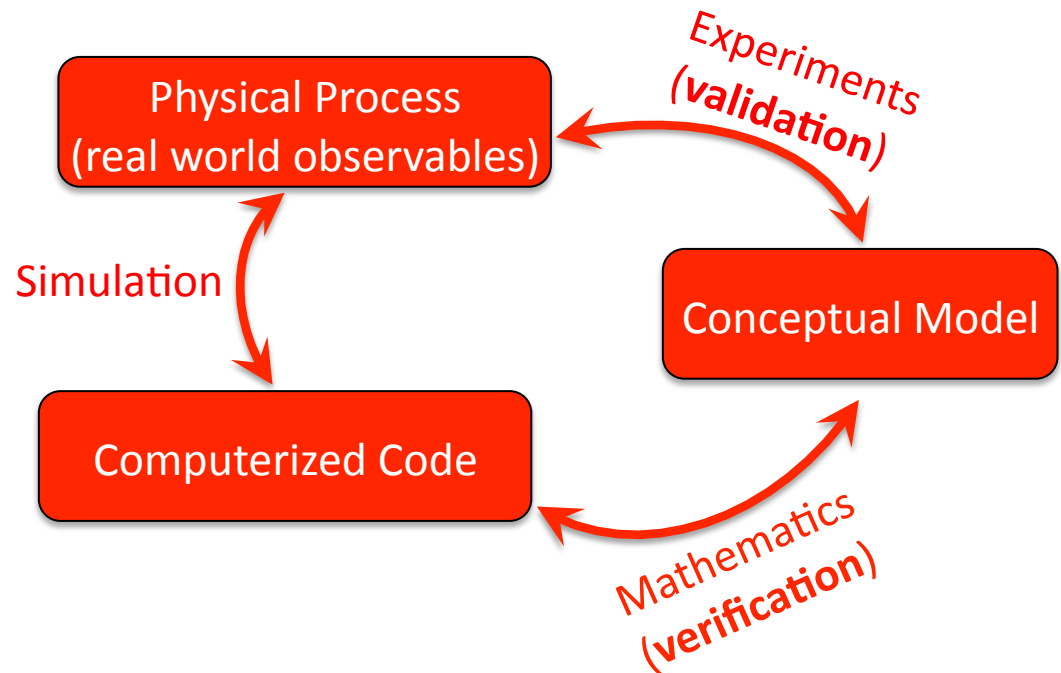 Physical Process
(real world observables)
Experiments
(validation)
Simulation
Conceptual Model
Computerized Code
Mathematics
(verification)